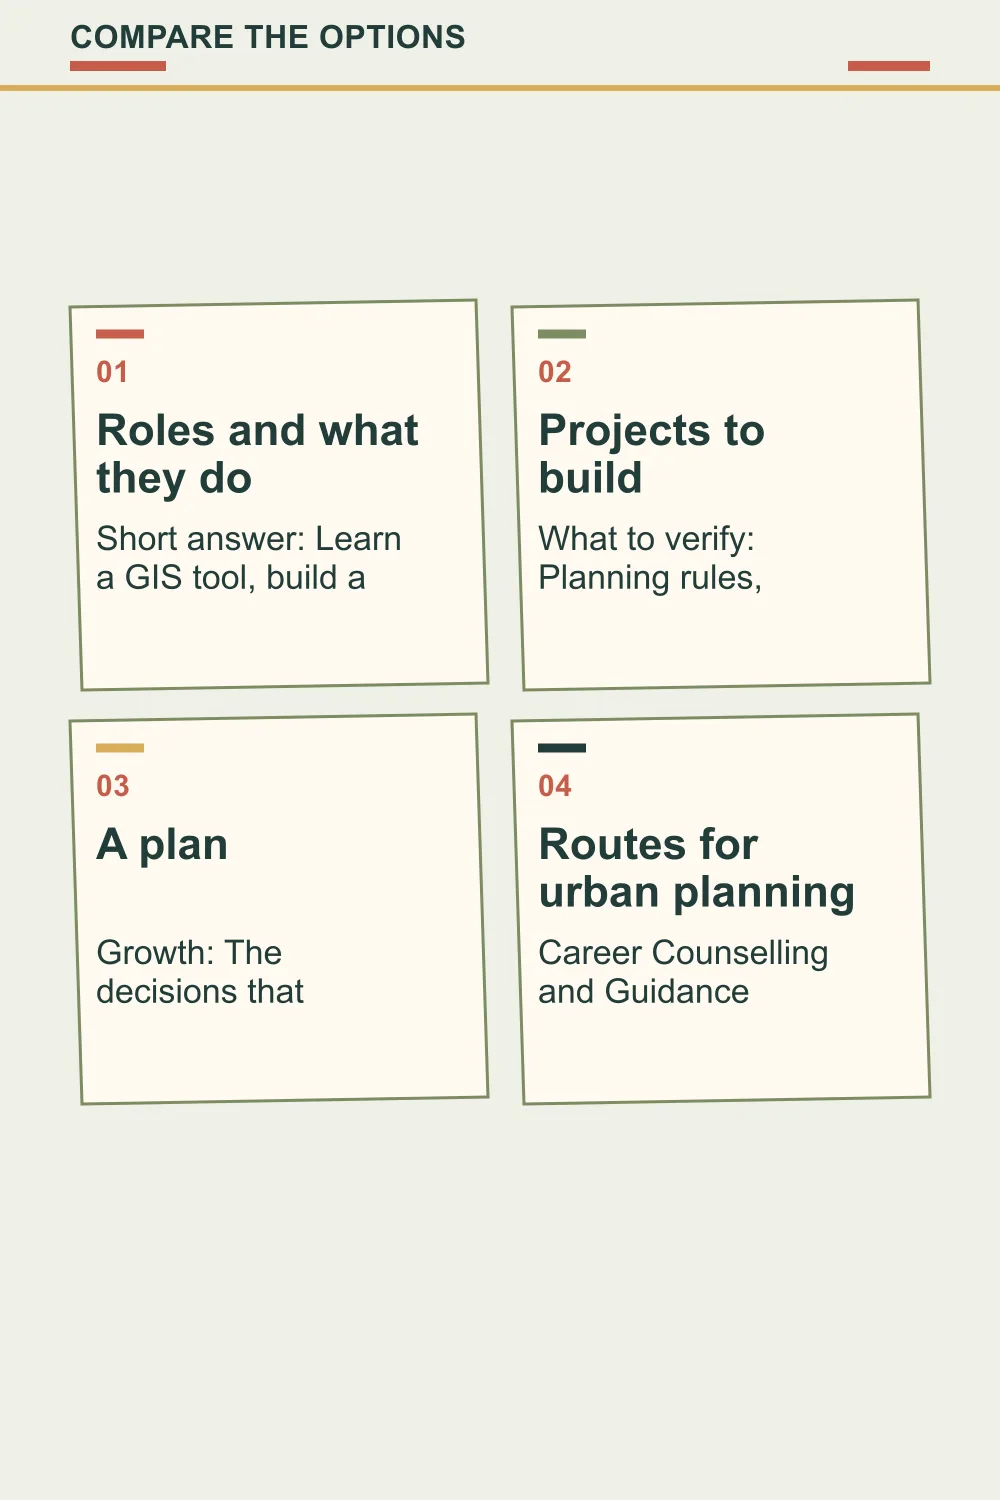 COMPARE THE OPTIONS
01
Roles and what
they do
Short answer: Learn
a GIS tool, build a
02
Projects to
build
What to verify:
Planning rules,
03
A plan
Growth: The
decisions that
04
Routes for
urban planning
Career Counselling
and Guidance